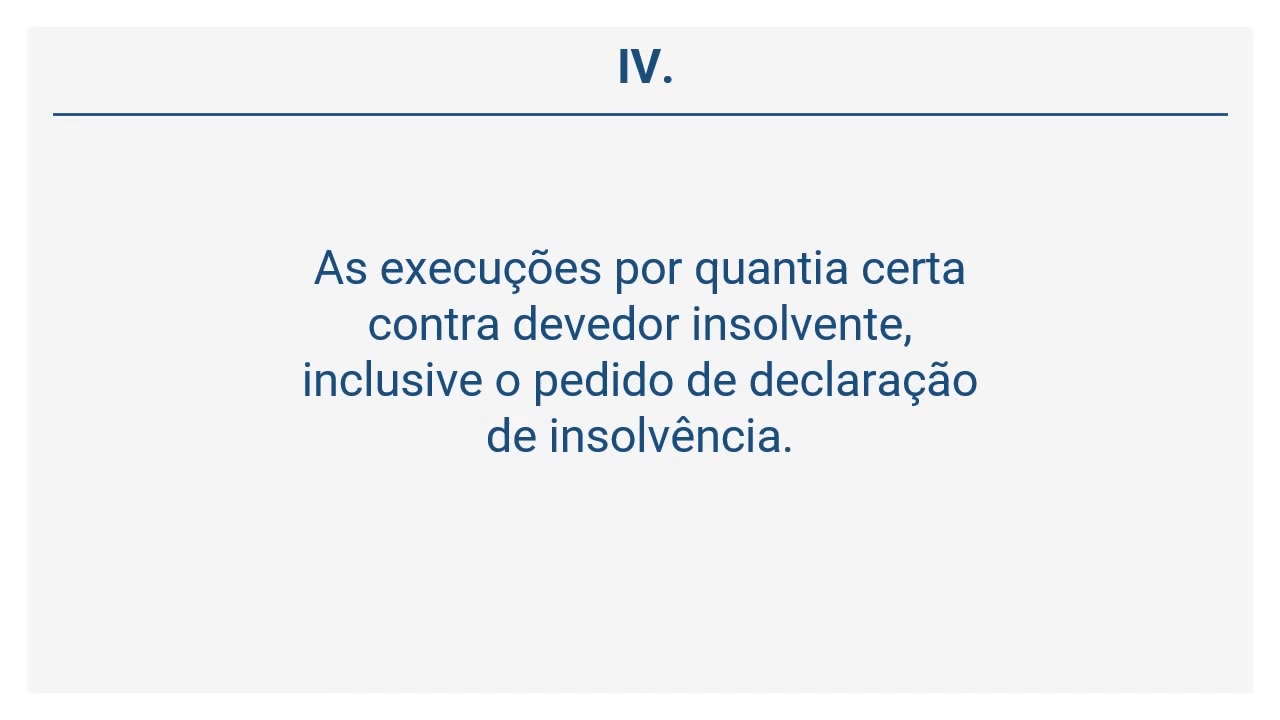 IV.
As execuções por quantia certa
contra devedor insolvente,
inclusive o pedido de declaração
de insolvência.